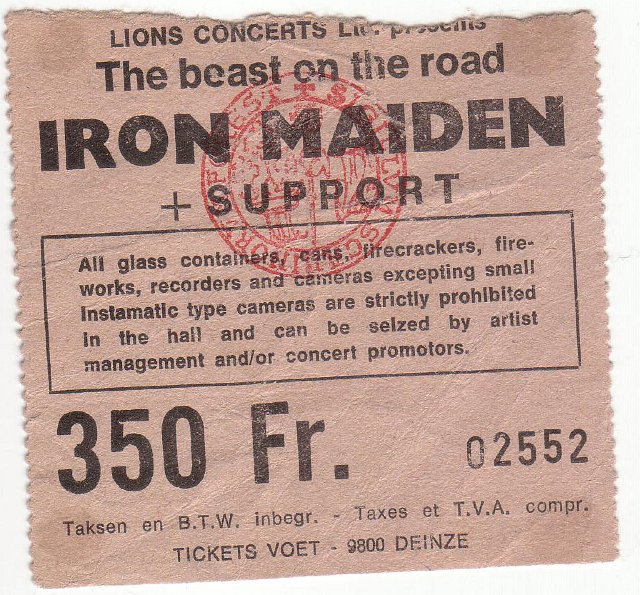 LIONS CONCERTS Ltd. presents
The beast on the road
IRON MAIDEN
+ SUPPORT
All glass containers, cans, firecrackers, fire-
works, recorders and cameras excepting small
Instamatic type cameras are strictly prohibited
in the hall and can be seized by artist
management and/or concert promotors.
350 Fr.
02552
Taksen en B.T.W. inbegr. - Taxes et T.V.A. compr.
TICKETS VOET - 9800 DEINZE